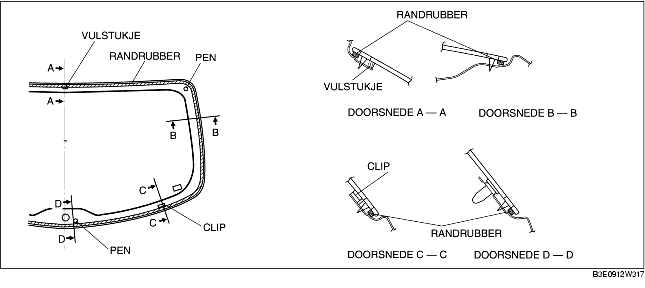 VULSTUKJE
RANDRUBBER
PEN
A
A
B
B
C
C
D
D
CLIP
PEN
RANDRUBBER
VULSTUKJE
DOORSNEDE A — A
DOORSNEDE B — B
CLIP
RANDRUBBER
DOORSNEDE C — C
DOORSNEDE D — D
B3E0912W317